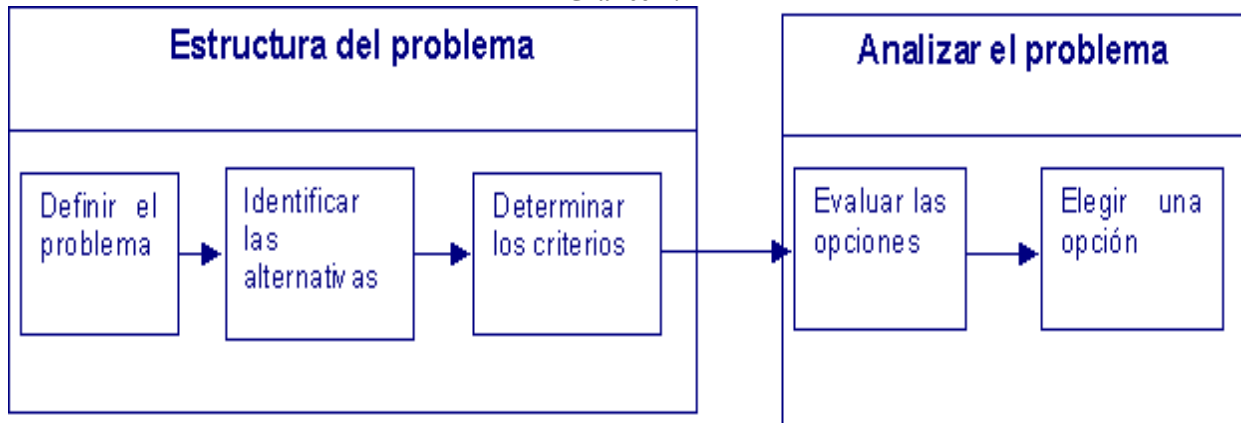 Estructura del problema
Analizar el problema
Definir el
problema
Identificar
las
alternativas
Determinar
los criterios
Evaluar las
opciones
Elegir una
opción